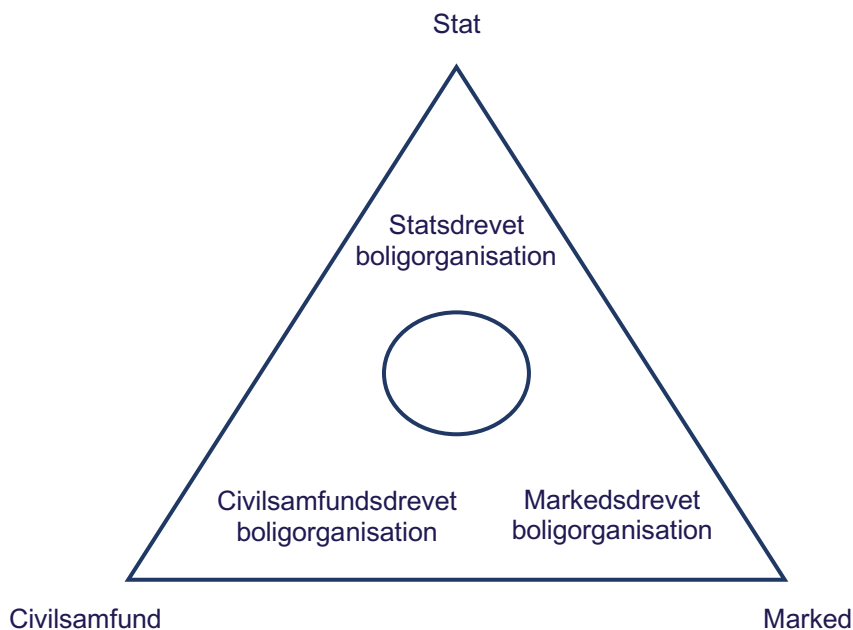 Stat
Statsdrevet
boligorganisation
Civilsamfundsdrevet
boligorganisation
Markedsdrevet
boligorganisation
Civilsamfund
Marked